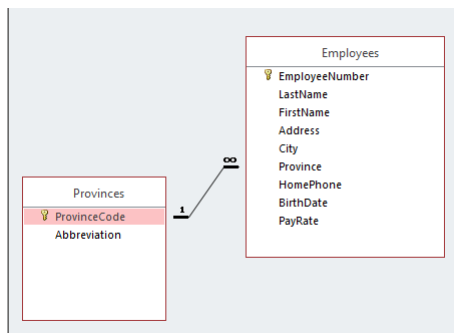 Employees
EmployeeNumber
LastName
FirstName
Address
City
Province
HomePhone
BirthDate
PayRate
∞
1
Provinces
ProvinceCode
Abbreviation